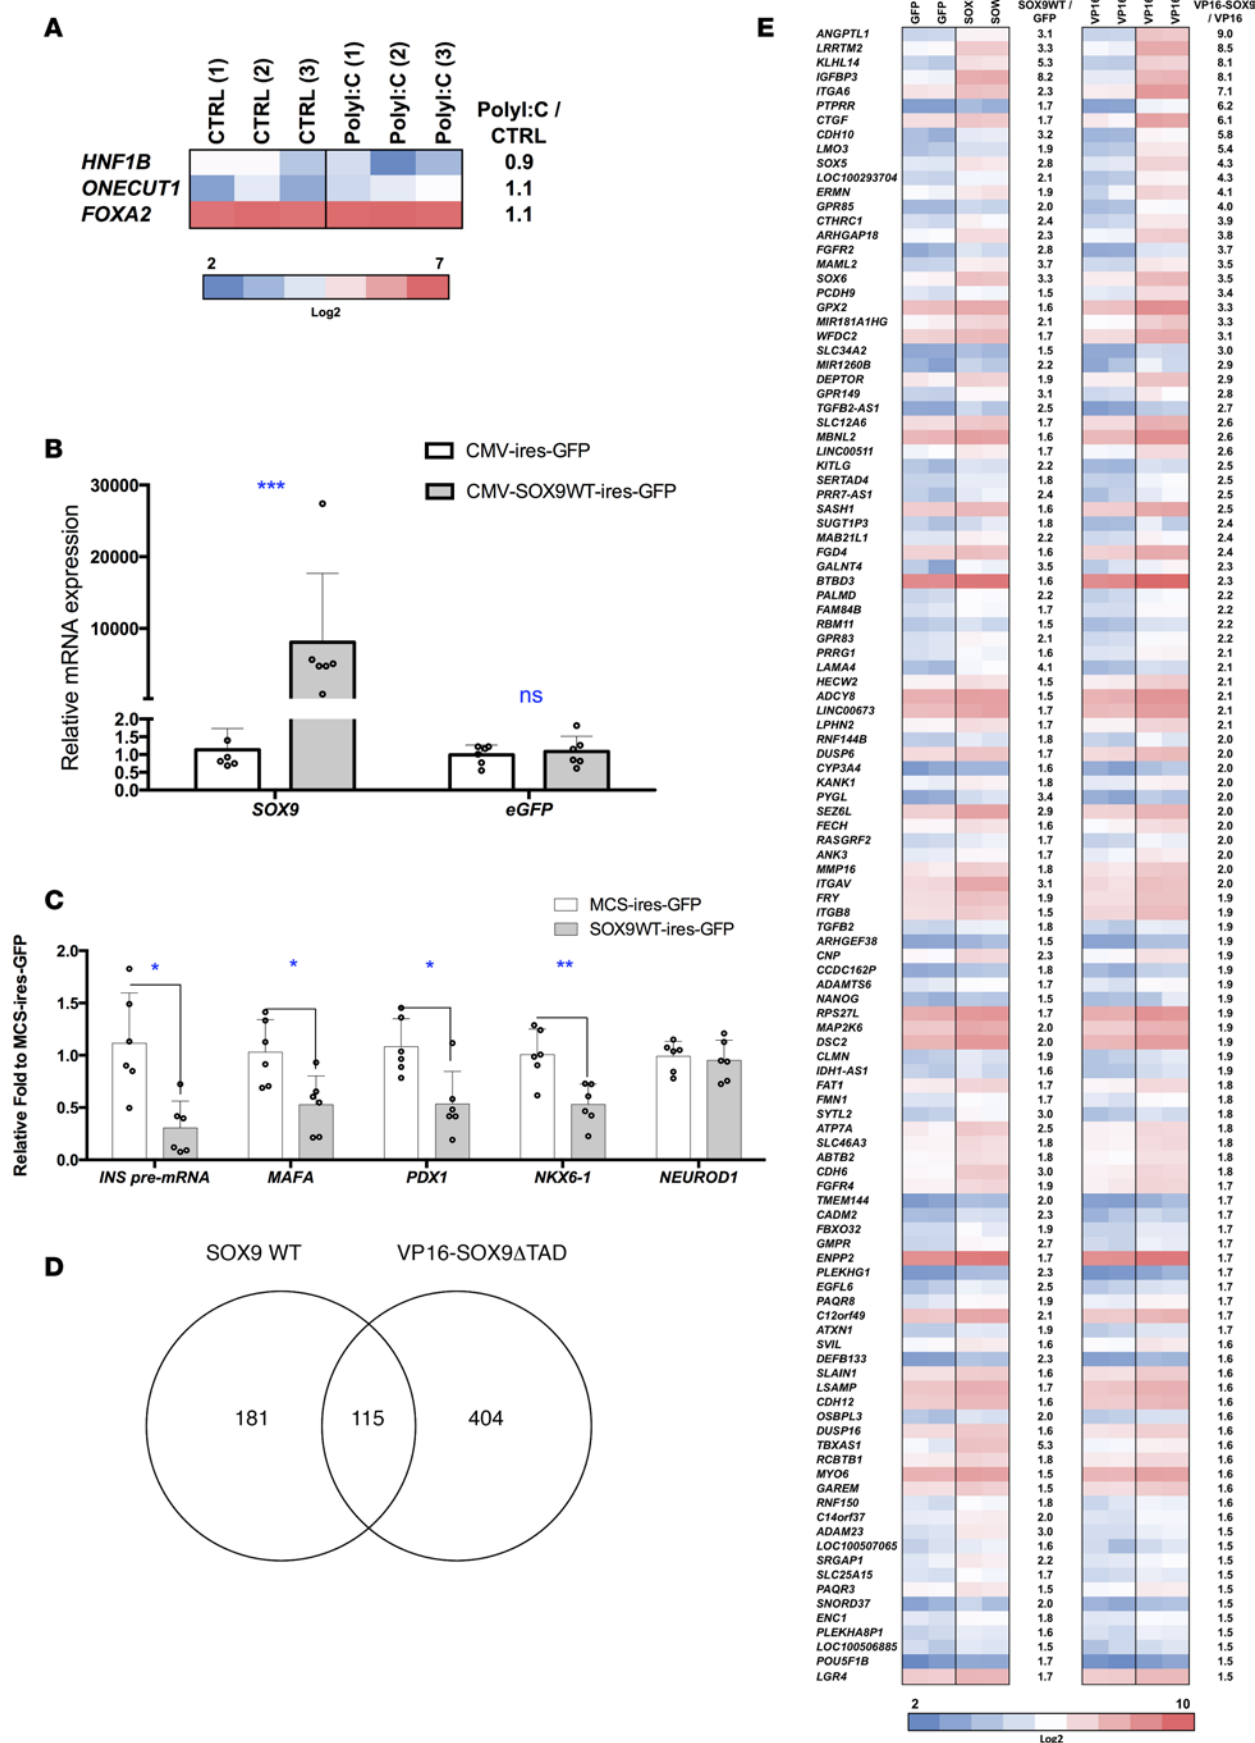 A
CTRL (1)
CTRL (2)
CTRL (3)
PolyI:C (1)
PolyI:C (2)
PolyI:C (3)
PolyI:C /
CTRL
HNF1B 0.9
ONECUT1 1.1
FOXA2 1.1
2 7
Log2
B
CMV-ires-GFP
CMV-SOX9WT-ires-GFP
Relative mRNA expression
30000
20000
10000
2.0
1.5
1.0
0.5
0.0
***
ns
SOX9 eGFP
C
MCS-ires-GFP
SOX9WT-ires-GFP
Relative Fold to MCS-ires-GFP
2.0
1.5
1.0
0.5
0.0
* * * **
INS pre-mRNA MAFA PDX1 NKX6-1 NEUROD1
D
SOX9 WT VP16-SOX9ΔTAD
181 115 404
E
GFP GFP SOX SOW SOX9WT / GFP VP16 VP16 VP16 VP16 VP16-SOX9 / VP16
ANGPTL1 3.1 9.0
LRRTM2 3.3 8.5
KLHL14 5.3 8.1
IGFBP3 8.2 8.1
ITGA6 2.3 7.1
PTPRR 1.7 6.2
CTGF 1.7 6.1
CDH10 3.2 5.8
LMO3 1.9 5.4
SOX5 2.8 4.3
LOC100293704 2.1 4.3
ERMN 1.9 4.1
GPR85 2.0 4.0
CTHRC1 2.4 3.9
ARHGAP18 2.3 3.8
FGFR2 2.8 3.7
MAML2 3.7 3.5
SOX6 3.3 3.5
PCDH9 1.5 3.4
GPX2 1.6 3.3
MIR181A1HG 2.1 3.3
WFDC2 1.7 3.1
SLC34A2 1.5 3.0
MIR1260B 2.2 2.9
DEPTOR 1.9 2.9
GPR149 3.1 2.8
TGFB2-AS1 2.5 2.7
SLC12A6 1.7 2.6
MBNL2 1.6 2.6
LINC00511 1.7 2.6
KITLG 2.2 2.5
SERTAD4 1.8 2.5
PRR7-AS1 2.4 2.5
SASH1 1.6 2.5
SUGT1P3 1.8 2.4
MAB21L1 2.2 2.4
FGD4 1.6 2.4
GALNT4 3.5 2.3
BTBD3 1.6 2.3
PALMD 2.2 2.2
FAM84B 1.7 2.2
RBM11 1.5 2.2
GPR83 2.1 2.2
PRRG1 1.6 2.1
LAMA4 4.1 2.1
HECW2 1.5 2.1
ADCY8 1.5 2.1
LINC00673 1.7 2.1
LPHN2 1.7 2.1
RNF144B 1.8 2.0
DUSP6 1.7 2.0
CYP3A4 1.6 2.0
KANK1 1.8 2.0
PYGL 3.4 2.0
SEZ6L 2.9 2.0
FECH 1.6 2.0
RASGRF2 1.7 2.0
ANK3 1.7 2.0
MMP16 1.8 2.0
ITGAV 3.1 2.0
FRY 1.6 1.9
ITGB8 1.5 1.9
TGFB2 1.8 1.9
ARHGEF38 1.5 1.9
CNP 2.3 1.9
CCDC162P 1.8 1.9
ADAMTS6 1.7 1.9
NANOG 1.5 1.9
RPS27L 1.7 1.9
MAP2K6 2.0 1.9
DSC2 2.0 1.9
CLMN 1.9 1.9
IDH1-AS1 1.6 1.9
FAT1 1.7 1.8
FMN1 1.7 1.8
SYTL2 3.0 1.8
ATP7A 2.5 1.8
SLC46A3 1.8 1.8
ABTB2 1.8 1.8
CDH6 3.0 1.8
FGFR4 1.9 1.7
TMEM144 2.0 1.7
CADM2 2.3 1.7
FBXO32 1.9 1.7
GMPR 2.7 1.7
ENPP2 1.7 1.7
PLEKHG1 2.3 1.7
EGFL6 2.5 1.7
PAQR8 1.9 1.7
C12orf49 2.1 1.7
ATXN1 1.9 1.7
SVIL 1.6 1.6
DEFB133 2.3 1.6
SLAIN1 1.6 1.6
LSAMP 1.7 1.6
CDH12 1.6 1.6
OSBPL3 2.0 1.6
DUSP16 1.6 1.6
TBXAS1 5.3 1.6
RCBTB1 1.8 1.6
MYO6 1.5 1.6
GAREM 1.5 1.6
RNF150 1.8 1.6
C14orf37 2.0 1.6
ADAM23 3.0 1.5
LOC100507065 1.6 1.5
SRGAP1 2.2 1.5
SLC25A15 1.7 1.5
PAQR3 1.5 1.5
SNORD37 2.0 1.5
ENC1 1.8 1.5
PLEKHA8P1 1.6 1.5
LOC100506885 1.5 1.5
POU5F1B 1.7 1.5
LGR4 1.7 1.5
2 10
Log2